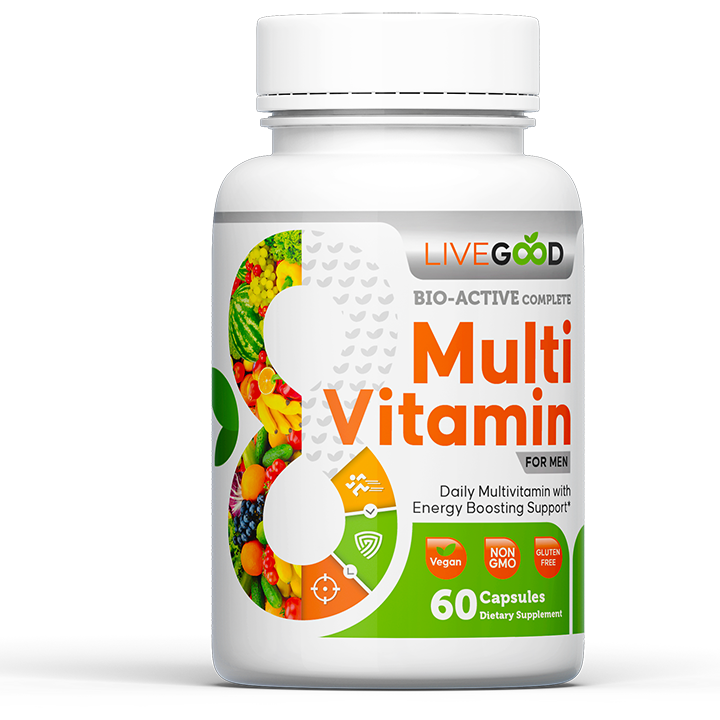 LIVEGOOD
BIO-ACTIVE COMPLETE
Multi
Vitamin
FOR MEN
Daily Multivitamin with
Energy Boosting Support*
Vegan
NON
GMO
GLUTEN
FREE
60 Capsules
Dietary Supplement